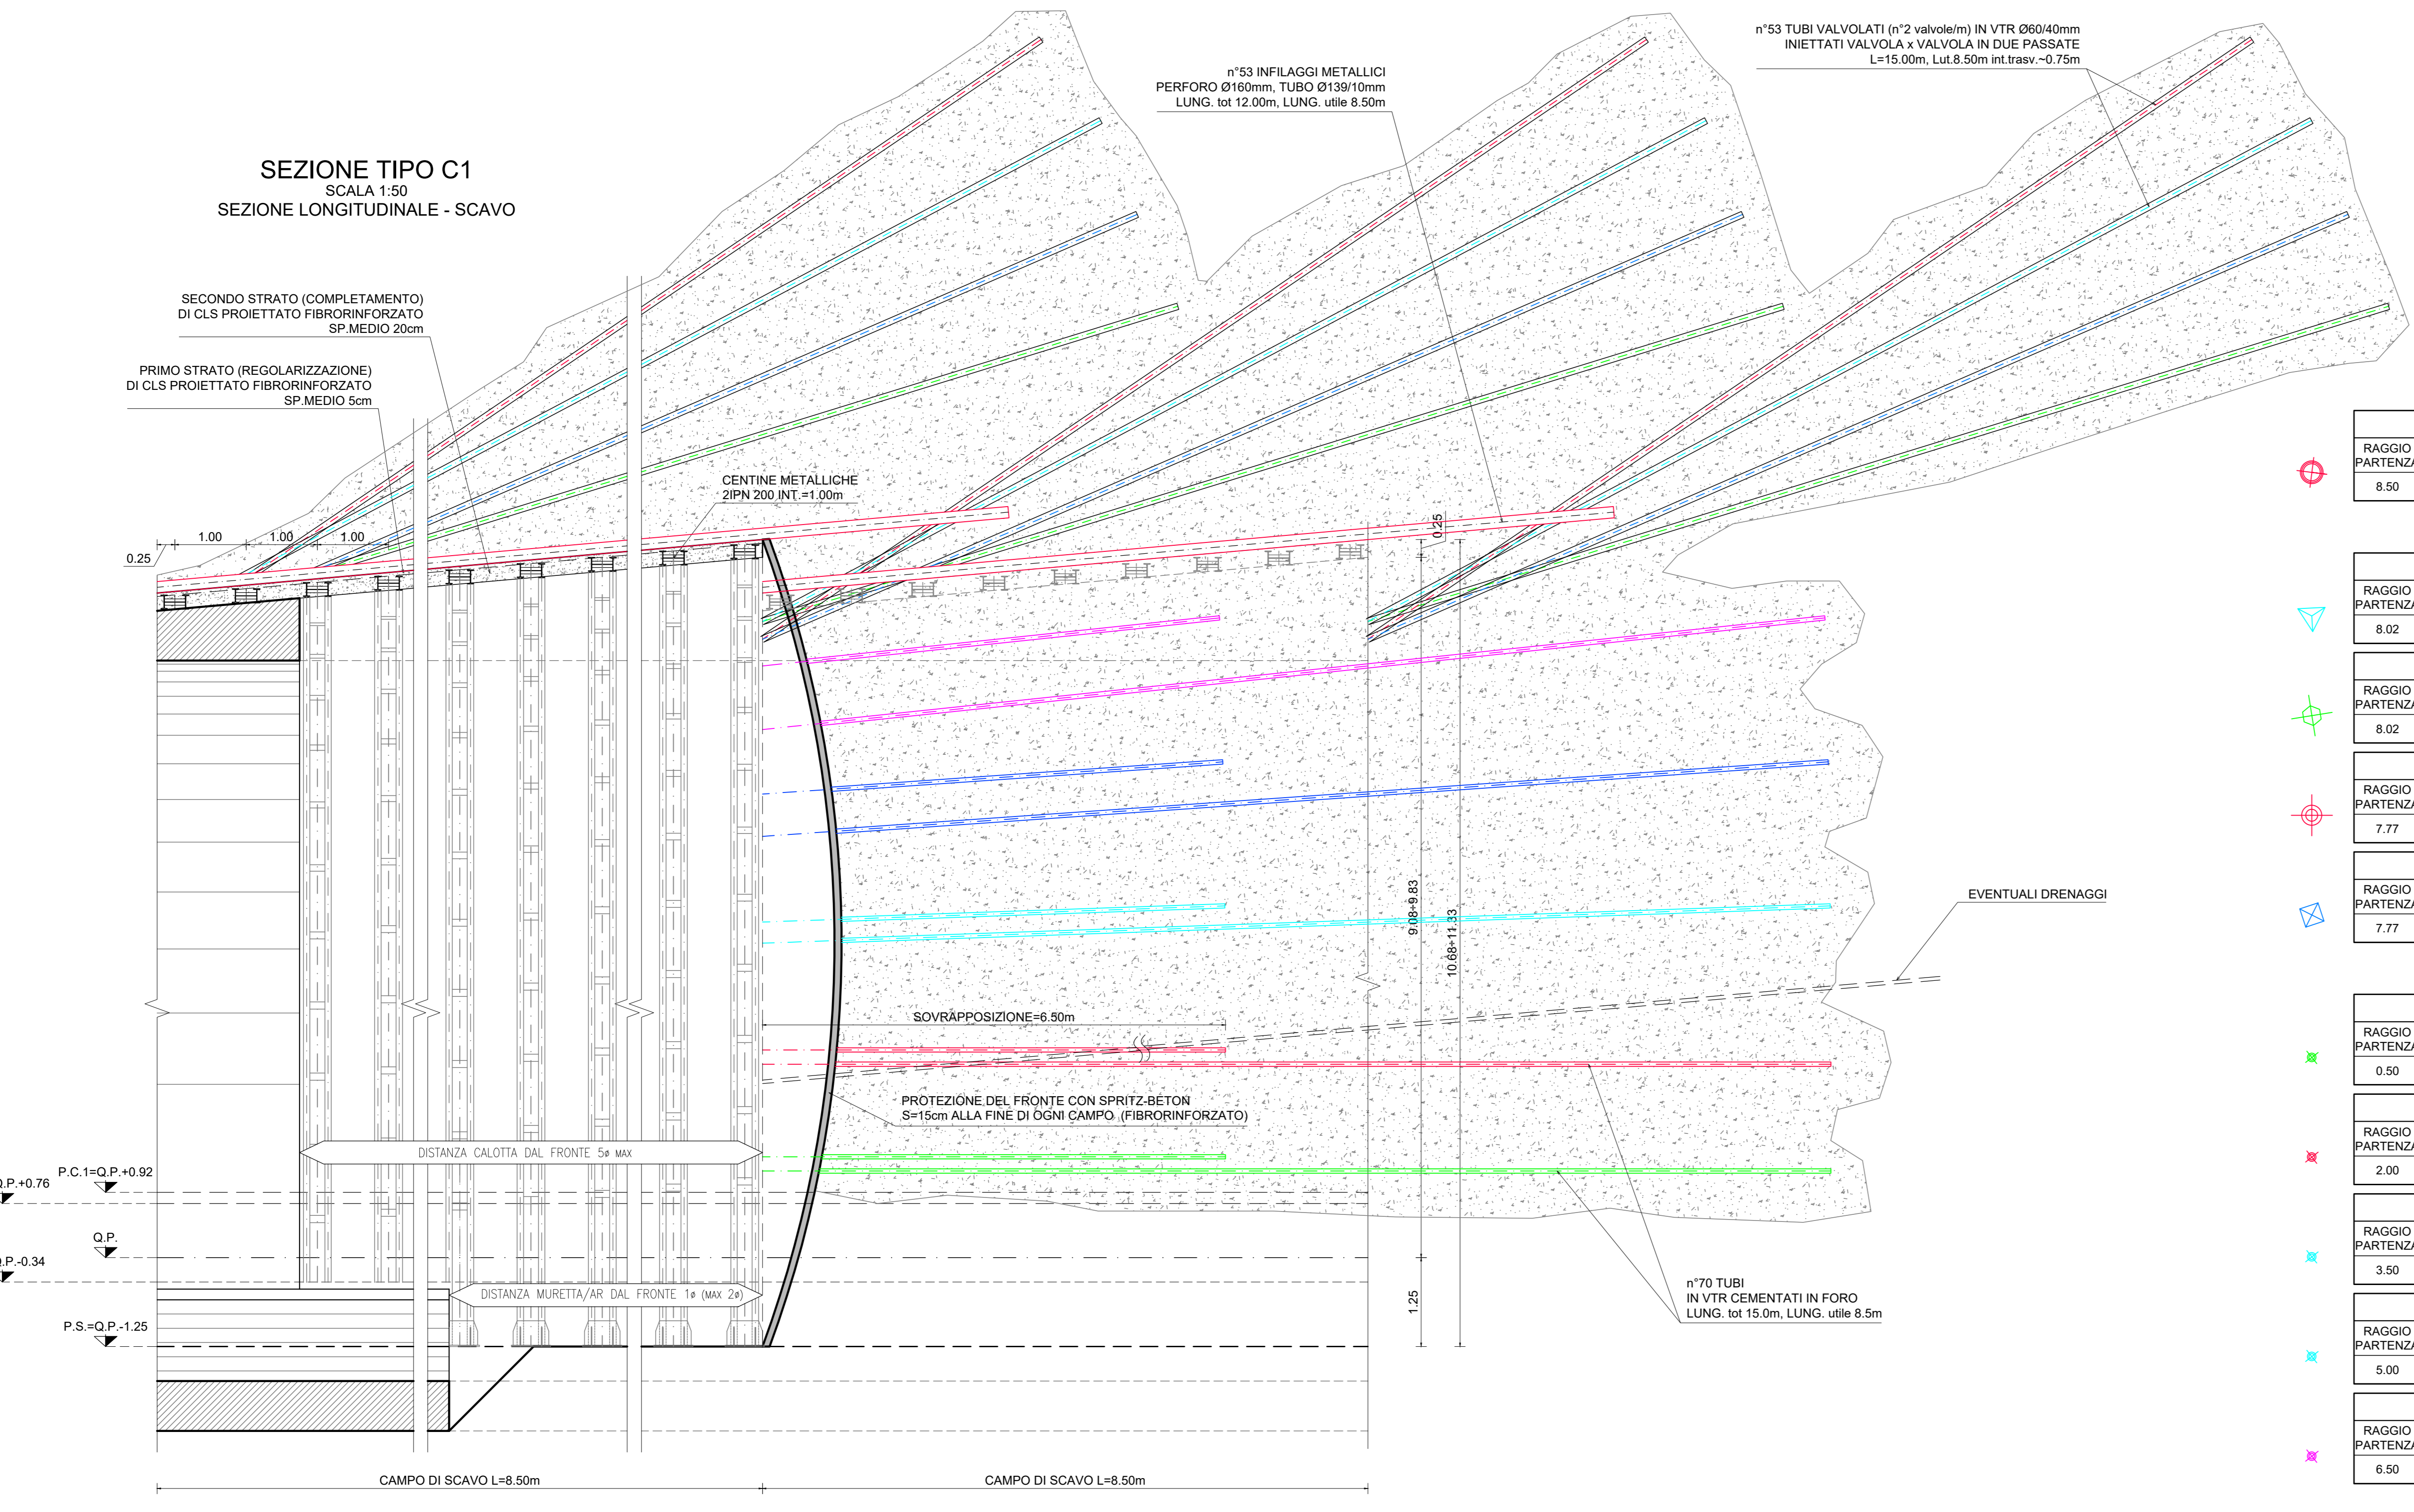 SEZIONE TIPO C1
SCALA 1:50
SEZIONE LONGITUDINALE - SCAVO
n°53 INFILAGGI METALLICI
PERFORO Ø160mm, TUBO Ø139/10mm
LUNG. tot 12.00m, LUNG. utile 8.50m
n°53 TUBI VALVOLATI (n°2 valvole/m) IN VTR Ø60/40mm
INIETTATI VALVOLA x VALVOLA IN DUE PASSATE
L=15.00m, Lut.8.50m int.trasv.~0.75m
SECONDO STRATO (COMPLETAMENTO)
DI CLS PROIETTATO FIBRORINFORZATO
SP.MEDIO 20cm
PRIMO STRATO (REGOLARIZZAZIONE)
DI CLS PROIETTATO FIBRORINFORZATO
SP.MEDIO 5cm
CENTINE METALLICHE
2IPN 200 INT.=1.00m
0.25
1.00
1.00
1.00
0.25
9.08÷9.83
10.68÷11.33
1.25
EVENTUALI DRENAGGI
SOVRAPPOSIZIONE=6.50m
PROTEZIONE DEL FRONTE CON SPRITZ-BETON
S=15cm ALLA FINE DI OGNI CAMPO (FIBRORINFORZATO)
DISTANZA CALOTTA DAL FRONTE 5ø MAX
DISTANZA MURETTA/AR DAL FRONTE 1ø (MAX 2ø)
P.C.1=Q.P.+0.92
Q.P.+0.76
Q.P.
Q.P.-0.34
P.S.=Q.P.-1.25
n°70 TUBI
IN VTR CEMENTATI IN FORO
LUNG. tot 15.0m, LUNG. utile 8.5m
CAMPO DI SCAVO L=8.50m
CAMPO DI SCAVO L=8.50m
RAGGIO
PARTENZA
8.50
RAGGIO
PARTENZA
8.02
RAGGIO
PARTENZA
8.02
RAGGIO
PARTENZA
7.77
RAGGIO
PARTENZA
7.77
RAGGIO
PARTENZA
0.50
RAGGIO
PARTENZA
2.00
RAGGIO
PARTENZA
3.50
RAGGIO
PARTENZA
5.00
RAGGIO
PARTENZA
6.50